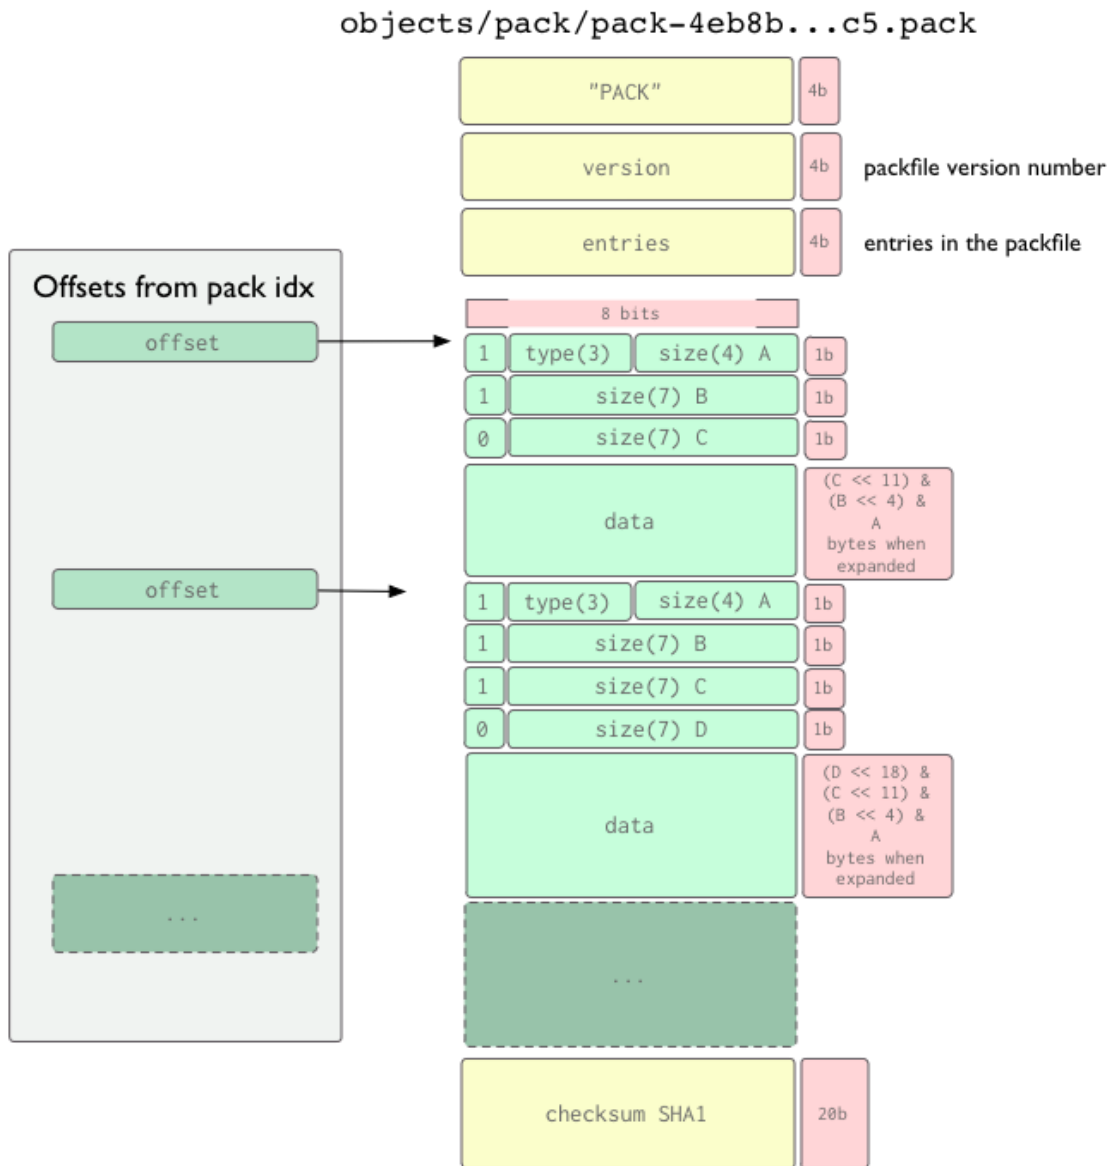 objects/pack/pack-4eb8b...c5.pack
"PACK" 4b
version 4b packfile version number
entries 4b entries in the packfile
Offsets from pack idx
8 bits
offset
1 type(3) size(4) A 1b
1 size(7) B 1b
0 size(7) C 1b
data
(C << 11) &
(B << 4) &
A
bytes when
expanded
offset
1 type(3) size(4) A 1b
1 size(7) B 1b
1 size(7) C 1b
0 size(7) D 1b
data
(D << 18) &
(C << 11) &
(B << 4) &
A
bytes when
expanded
...
...
checksum SHA1 20b